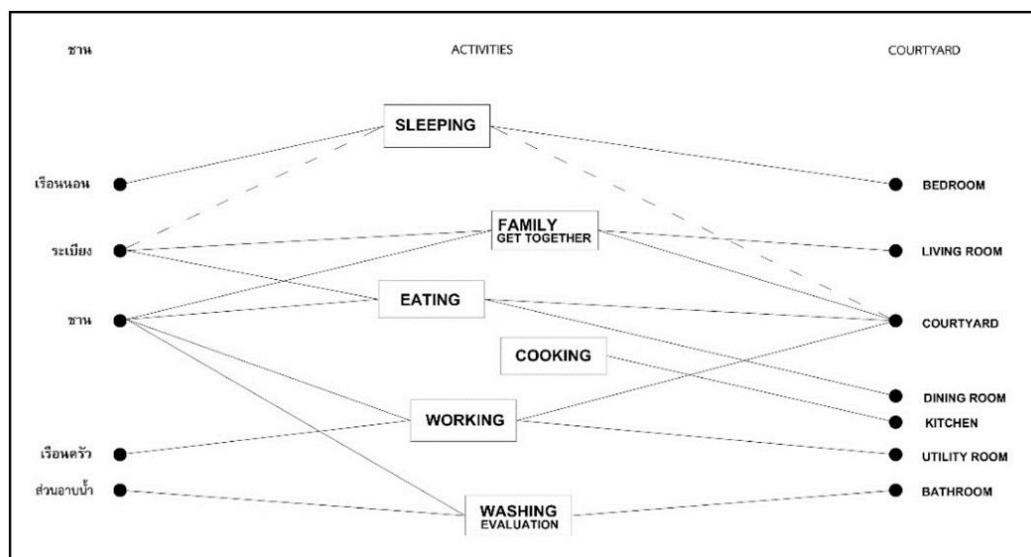 ชาน ACTIVITIES COURTYARD
SLEEPING
เรือนนอน BEDROOM
FAMILY
GET TOGETHER
ระเบียง LIVING ROOM
EATING
ชาน COURTYARD
COOKING
DINING ROOM
WORKING KITCHEN
เรือนครัว UTILITY ROOM
ส่วนอาบน้ำ BATHROOM
WASHING
EVALUATION